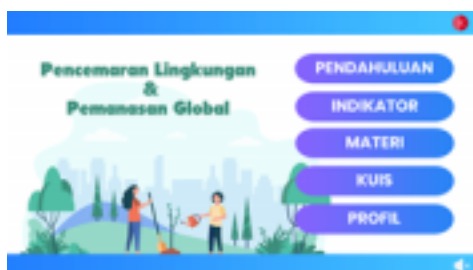 Pencemaran Lingkungan
&
Pemanasan Global
PENDAHULUAN
INDIKATOR
MATERI
KUIS
PROFIL